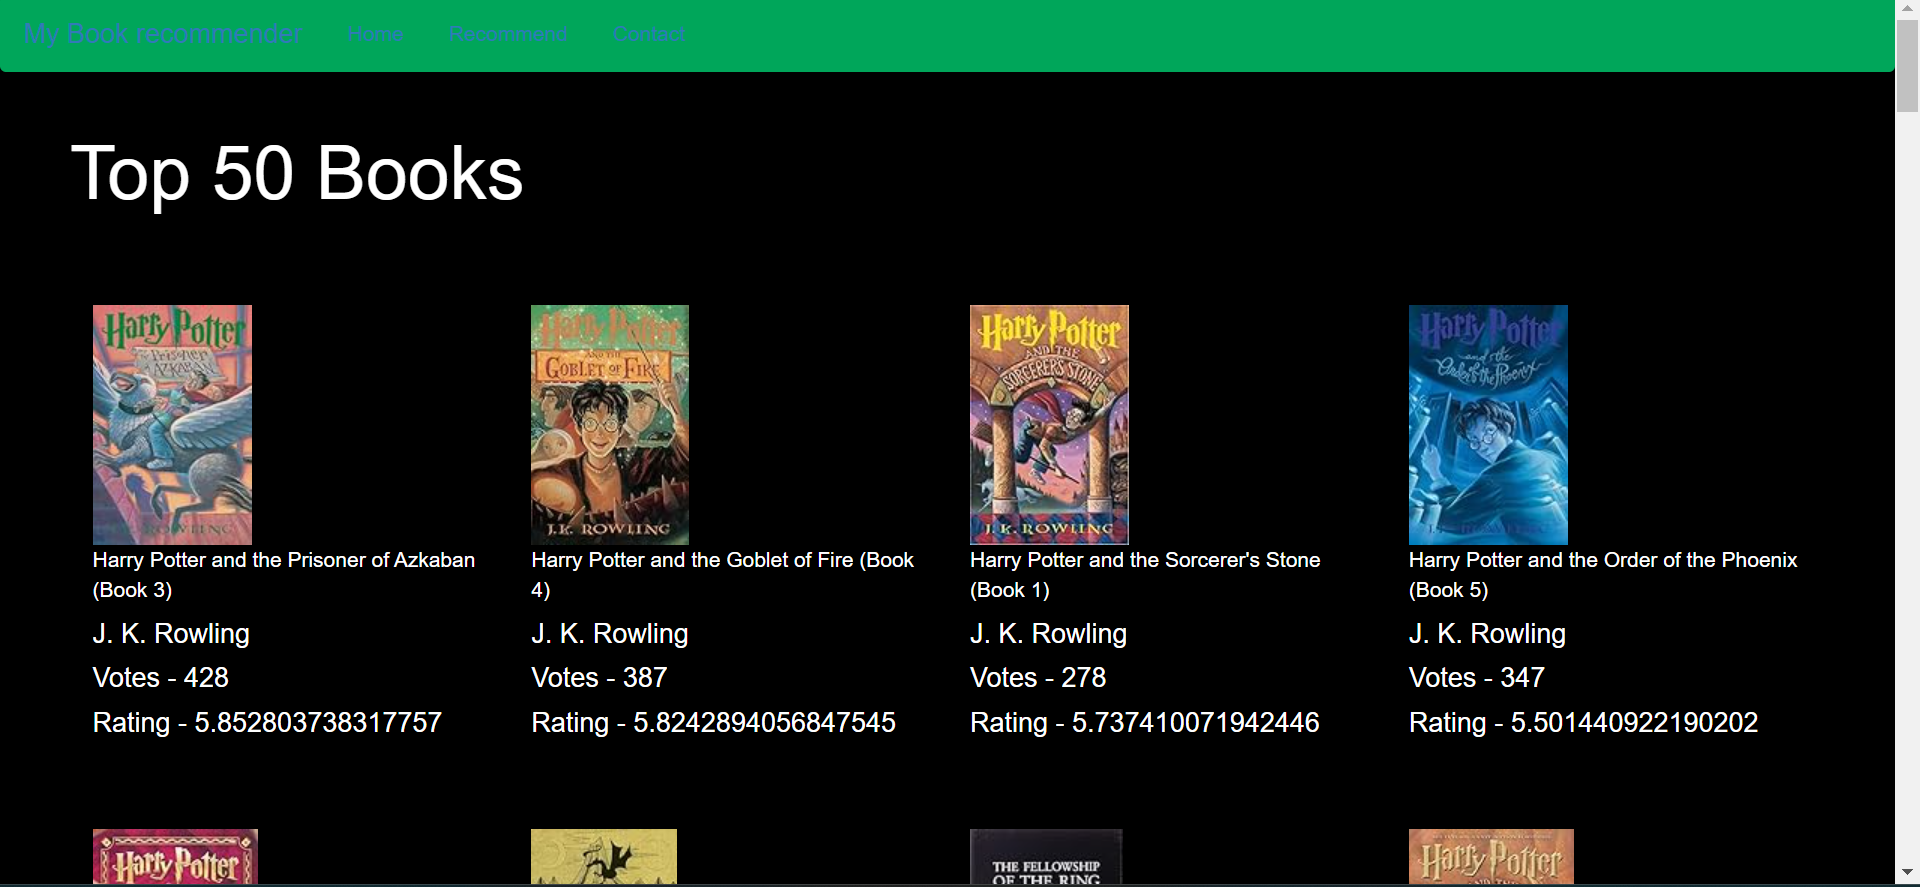 My Book recommender Home Recommend Contact
Top 50 Books
Harry Potter
and the
Prisoner
of AZKABAN
J.K. ROWLING
Harry Potter and the Prisoner of Azkaban
(Book 3)
J. K. Rowling
Votes - 428
Rating - 5.852803738317757
Harry Potter
AND THE
GOBLET OF FIRE
J.K. ROWLING
Harry Potter and the Goblet of Fire (Book
4)
J. K. Rowling
Votes - 387
Rating - 5.8242894056847545
Harry Potter
AND THE
SORCERER'S STONE
J.K. ROWLING
Harry Potter and the Sorcerer's Stone
(Book 1)
J. K. Rowling
Votes - 278
Rating - 5.737410071942446
Harry Potter
and the
Order of the Phoenix
Harry Potter and the Order of the Phoenix
(Book 5)
J. K. Rowling
Votes - 347
Rating - 5.501440922190202
Harry Potter
THE FELLOWSHIP
OF THE RING
Harry Potter
AND THE